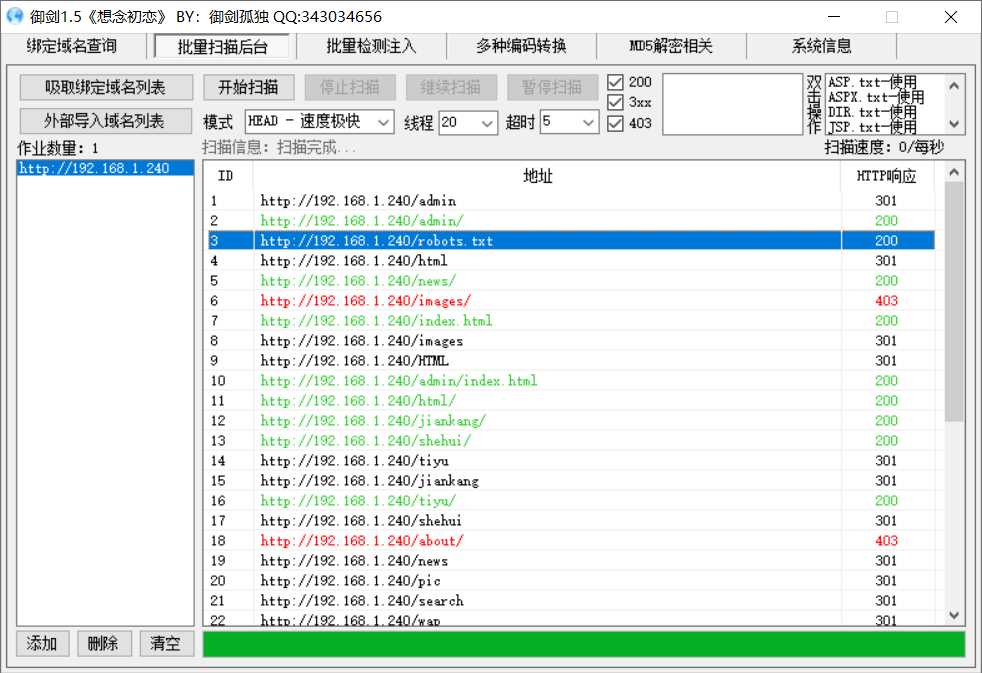 御剑1.5《想念初恋》 BY：御剑孤独 QQ:343034656
绑定域名查询 批量扫描后台 批量检测注入 多种编码转换 MD5解密相关 系统信息
吸取绑定域名列表 开始扫描 停止扫描 继续扫描 暂停扫描 200 双击操作 ASP.txt-使用
3xx ASPX.txt-使用
外部导入域名列表 模式 HEAD - 速度极快 线程 20 超时 5 403 DIR.txt-使用
JSP.txt-使用
作业数量: 1 扫描信息: 扫描完成... 扫描速度: 0/每秒
http://192.168.1.240
ID 地址 HTTP响应
1 http://192.168.1.240/admin 301
2 http://192.168.1.240/admin/ 200
3 http://192.168.1.240/robots.txt 200
4 http://192.168.1.240/html 301
5 http://192.168.1.240/news/ 200
6 http://192.168.1.240/images/ 403
7 http://192.168.1.240/index.html 200
8 http://192.168.1.240/images 301
9 http://192.168.1.240/HTML 301
10 http://192.168.1.240/admin/index.html 200
11 http://192.168.1.240/html/ 200
12 http://192.168.1.240/jiankang/ 200
13 http://192.168.1.240/shehui/ 200
14 http://192.168.1.240/tiyu 301
15 http://192.168.1.240/jiankang 301
16 http://192.168.1.240/tiyu/ 200
17 http://192.168.1.240/shehui 301
18 http://192.168.1.240/about/ 403
19 http://192.168.1.240/news 301
20 http://192.168.1.240/pic 301
21 http://192.168.1.240/search 301
22 http://192.168.1.240/wap 301
添加 删除 清空